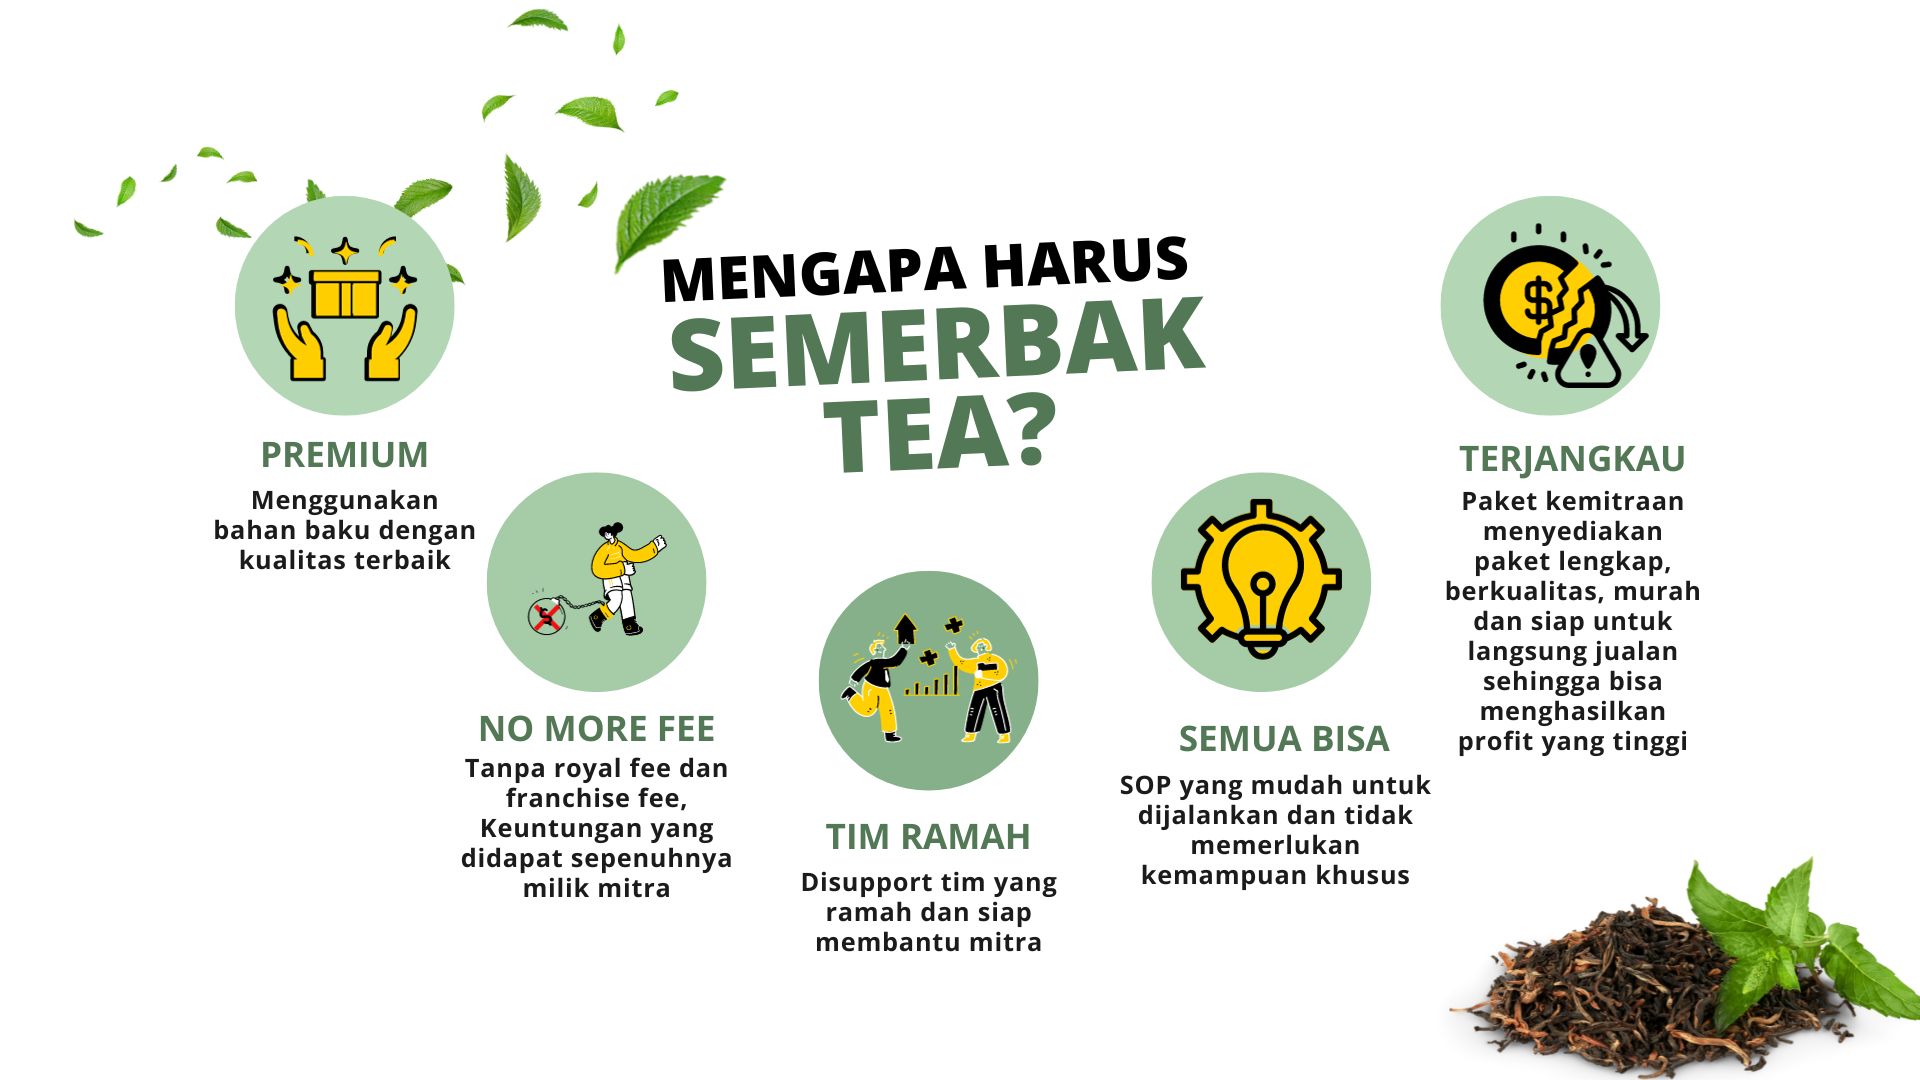 MENGAPA HARUS
SEMERBAK
TEA?
PREMIUM
Menggunakan
bahan baku dengan
kualitas terbaik
NO MORE FEE
Tanpa royal fee dan
franchise fee,
Keuntungan yang
didapat sepenuhnya
milik mitra
TIM RAMAH
Disupport tim yang
ramah dan siap
membantu mitra
SEMUA BISA
SOP yang mudah untuk
dijalankan dan tidak
memerlukan
kemampuan khusus
$
TERJANGKAU
Paket kemitraan
menyediakan
paket lengkap,
berkualitas, murah
dan siap untuk
langsung jualan
sehingga bisa
menghasilkan
profit yang tinggi